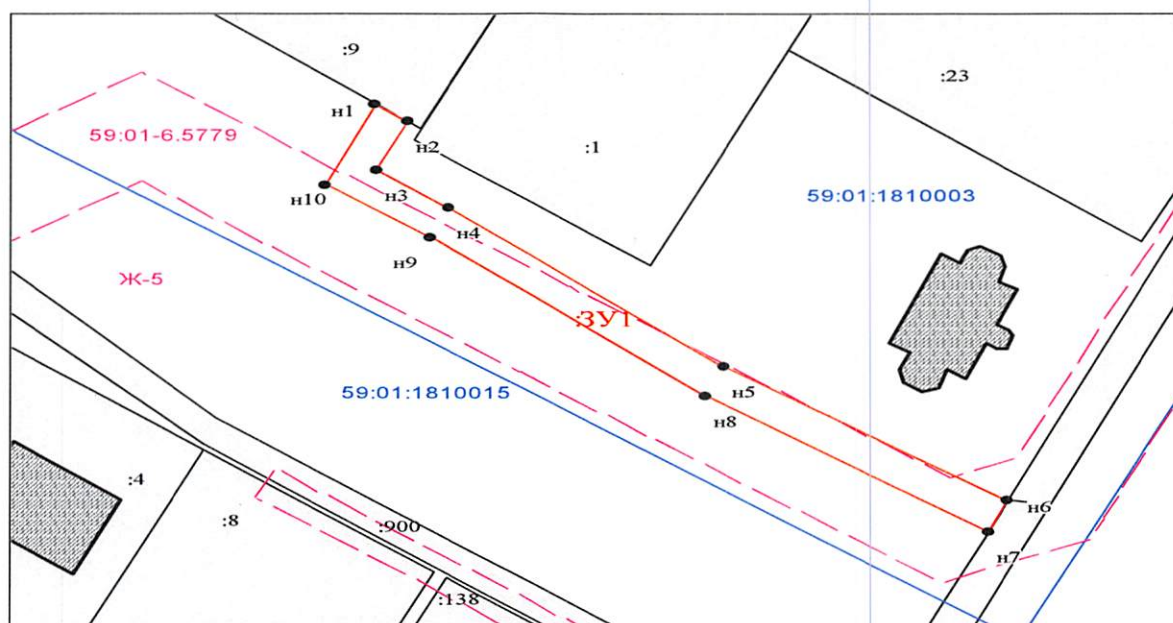 :9
:23
н1
59:01-6.5779
н2
:1
н3
н10
59:01:1810003
н4
н9
Ж-5
:ЗУ1
н5
59:01:1810015
н8
:4
н6
:8
:900
н7
:138